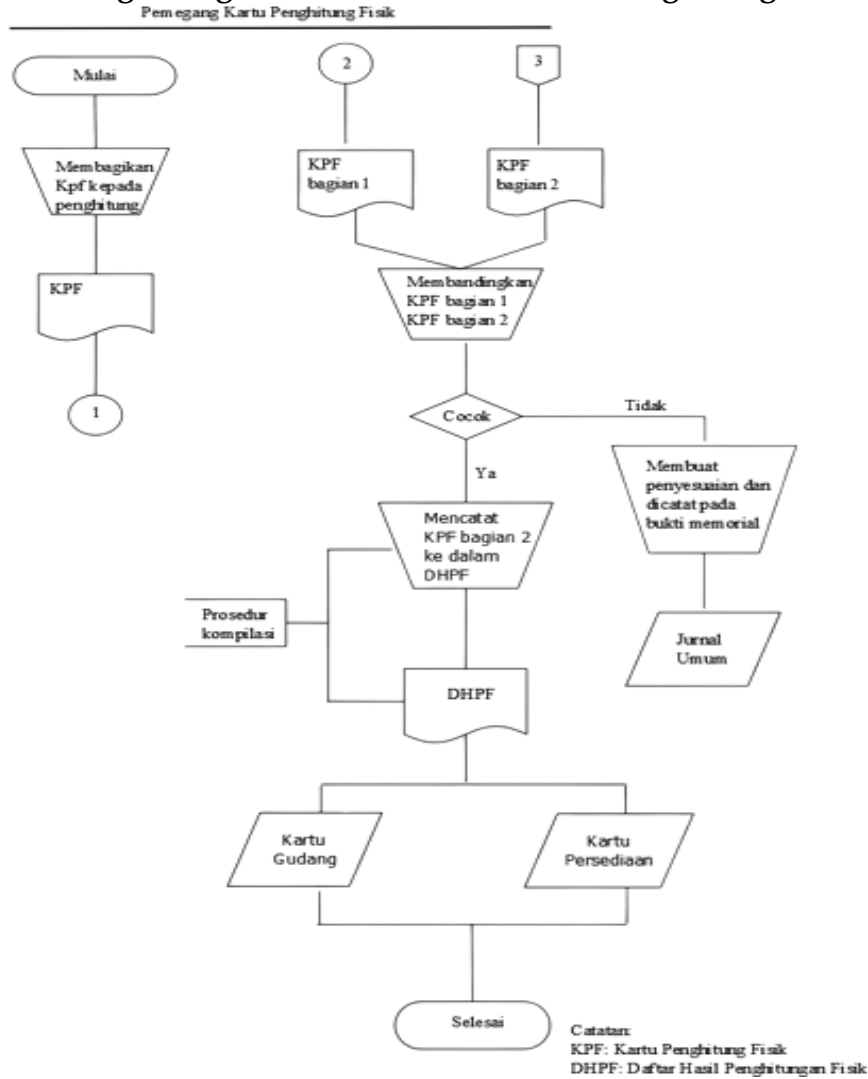 Pemegang Kartu Penghitung Fisik
Mulai
Membagikan
Kpf kepada
penghitung
KPF
1
2
3
KPF
bagian 1
KPF
bagian 2
Membandingkan
KPF bagian 1
KPF bagian 2
Cocok
Tidak
Ya
Membuat
penyesuaian dan
dicatat pada
bukti memorial
Jurnal
Umum
Mencatat
KPF bagian 2
ke dalam
DHPF
Prosedur
kompilasi
DHPF
Kartu
Gudang
Kartu
Persediaan
Selesai
Catatan:
KPF: Kartu Penghitung Fisik
DHPF: Daftar Hasil Penghitungan Fisik